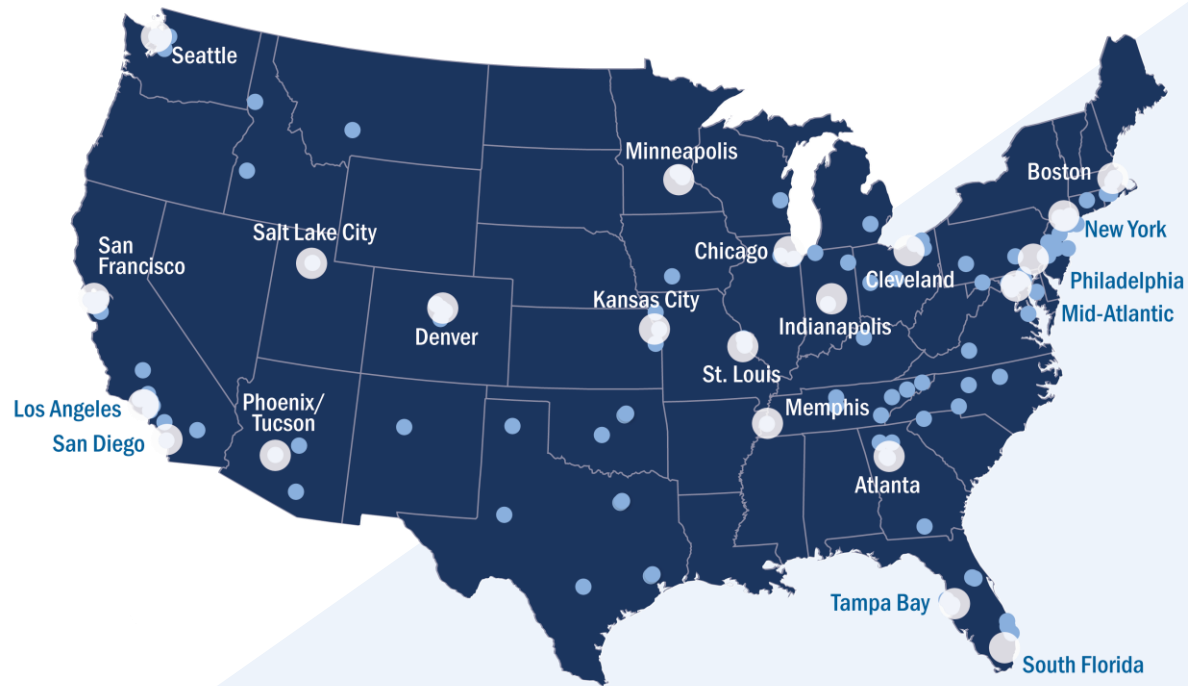 Seattle
Minneapolis
Boston
New York
Salt Lake City
San
Francisco
Chicago
Cleveland
Philadelphia
Kansas City
Mid-Atlantic
Indianapolis
Denver
St. Louis
Los Angeles
Phoenix/
Tucson
Memphis
San Diego
Atlanta
Tampa Bay
South Florida